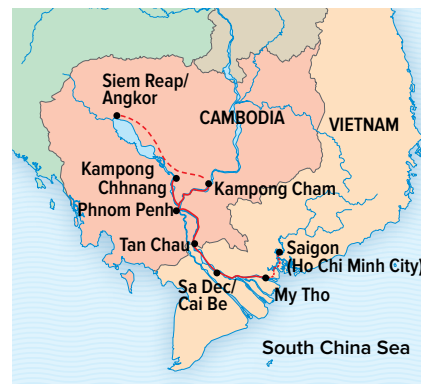 Siem Reap/
Angkor
CAMBODIA
VIETNAM
Kampong
Chhnang
Kampong Cham
Phnom Penh
Tan Chau
Saigon
(Ho Chi Minh City)
Sa Dec/
Cai Be
My Tho
South China Sea